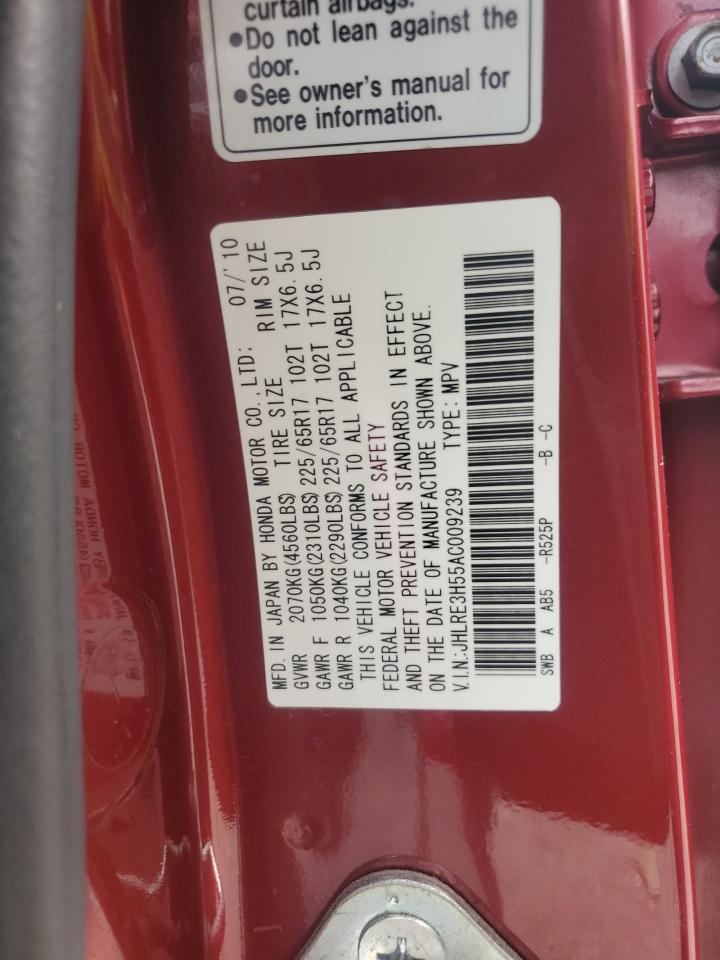 curtain airbags.
●Do not lean against the
door.
●See owner's manual for
more information.
MFD. IN JAPAN BY HONDA MOTOR CO., LTD; 07/'10
GVWR 2070KG(4560LBS) TIRE SIZE RIM SIZE
GAWR F 1050KG(2310LBS) 225/65R17 102T 17X6. 5J
GAWR R 1040KG(2290LBS) 225/65R17 102T 17X6. 5J
THIS VEHICLE CONFORMS TO ALL APPLICABLE
FEDERAL MOTOR VEHICLE SAFETY
AND THEFT PREVENTION STANDARDS IN EFFECT
ON THE DATE OF MANUFACTURE SHOWN ABOVE.
V.I.N:JHLRE3H55AC009239 TYPE: MPV
SWB A AB5 -R525P -B -C